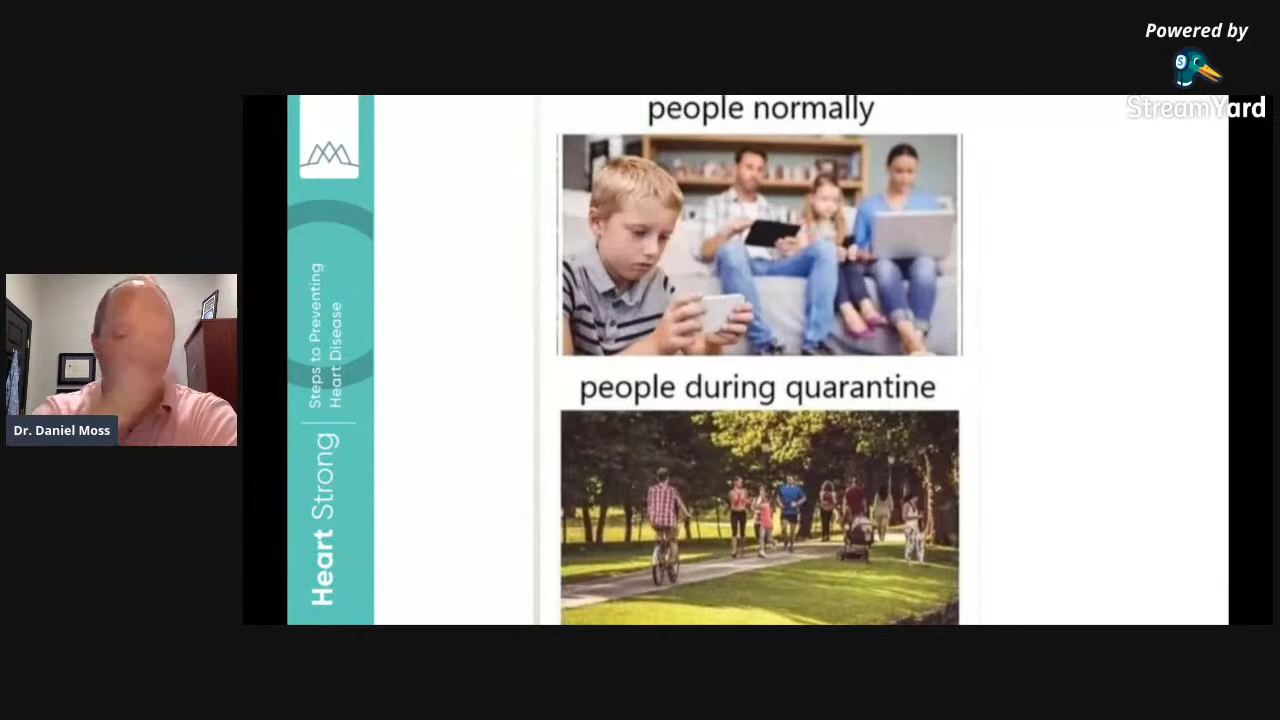 Powered by
StreamYard
people normally
people during quarantine
Heart Strong
Steps to Preventing
Heart Disease
Dr. Daniel Moss